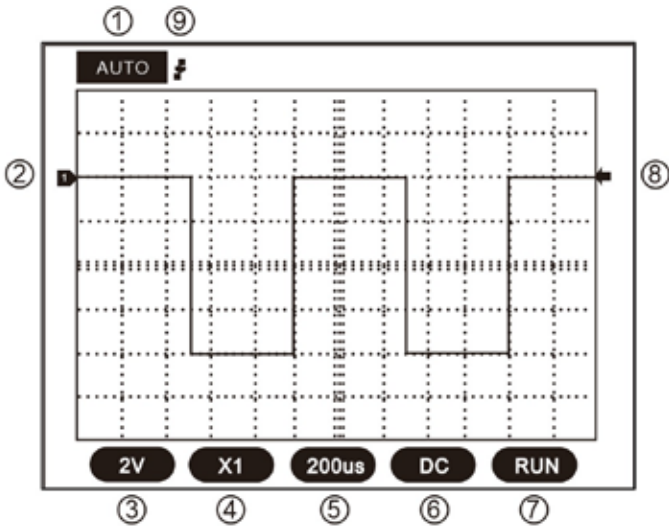 ① ⑨
AUTO
② 1 ⑧
2V X1 200us DC RUN
③ ④ ⑤ ⑥ ⑦